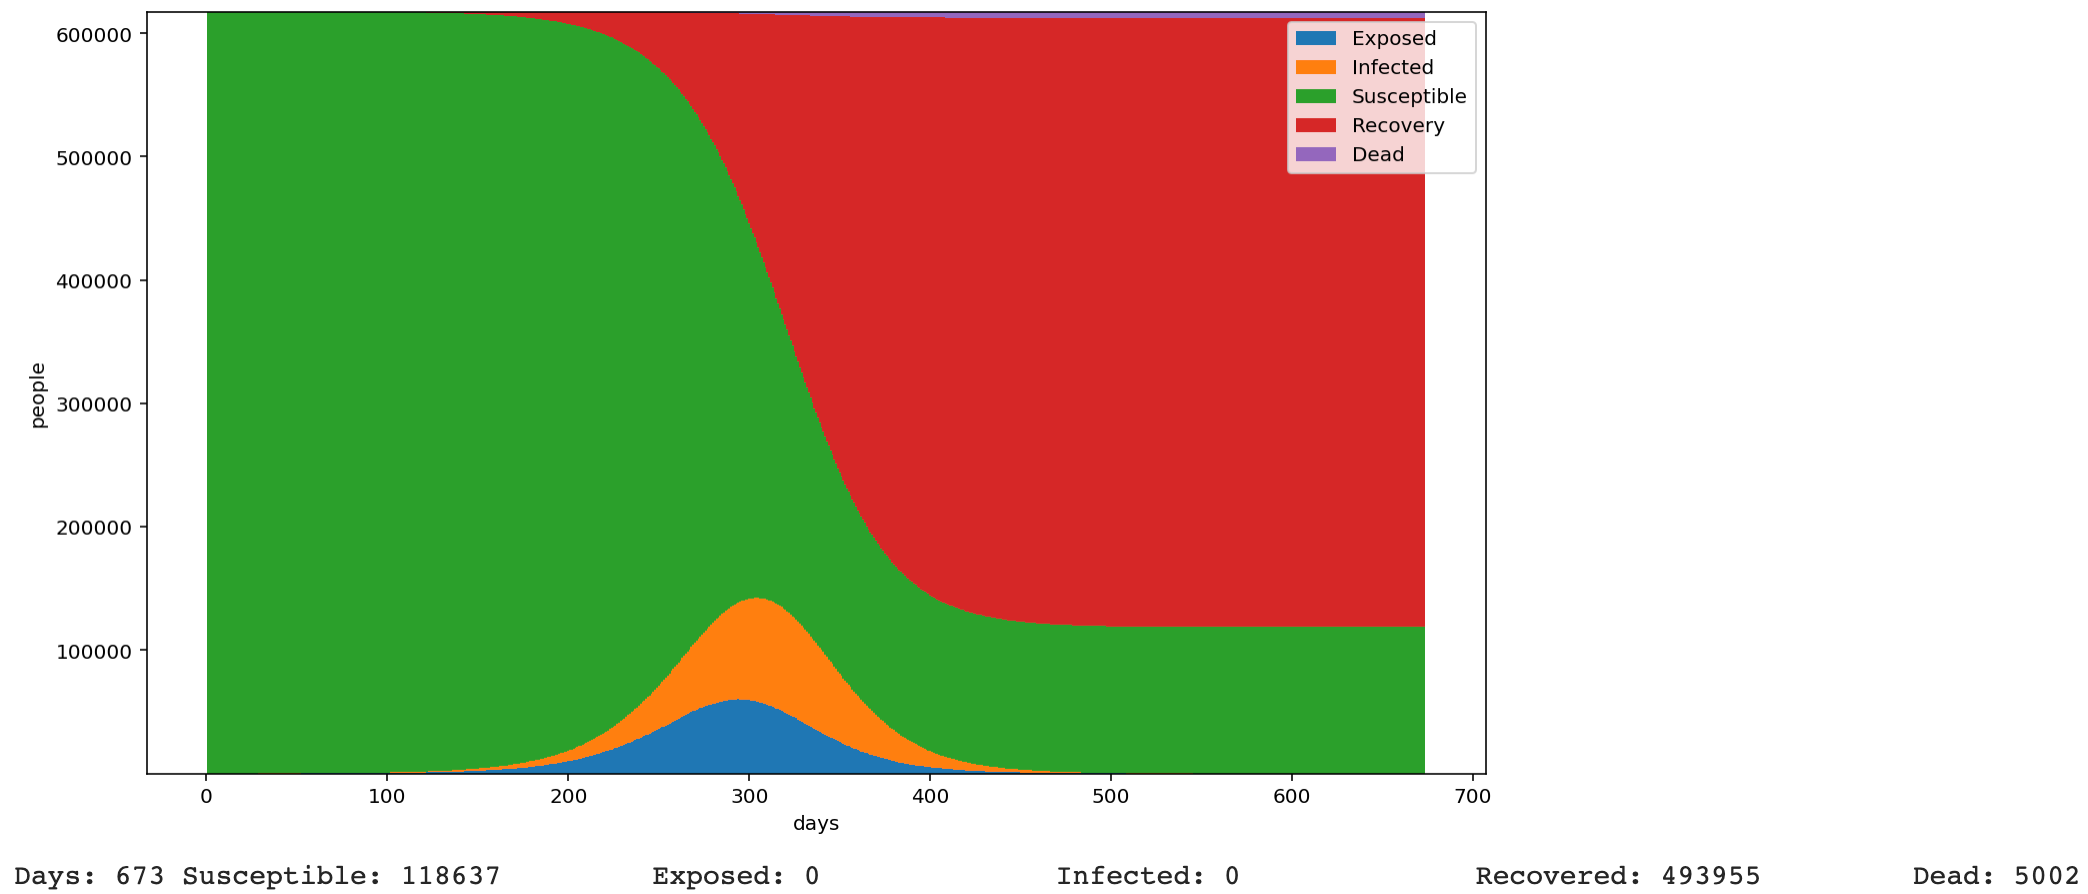 600000
500000
400000
300000
200000
100000
people
Exposed
Infected
Susceptible
Recovery
Dead
0 100 200 300 400 500 600 700
days
Days: 673 Susceptible: 118637 Exposed: 0 Infected: 0 Recovered: 493955 Dead: 5002